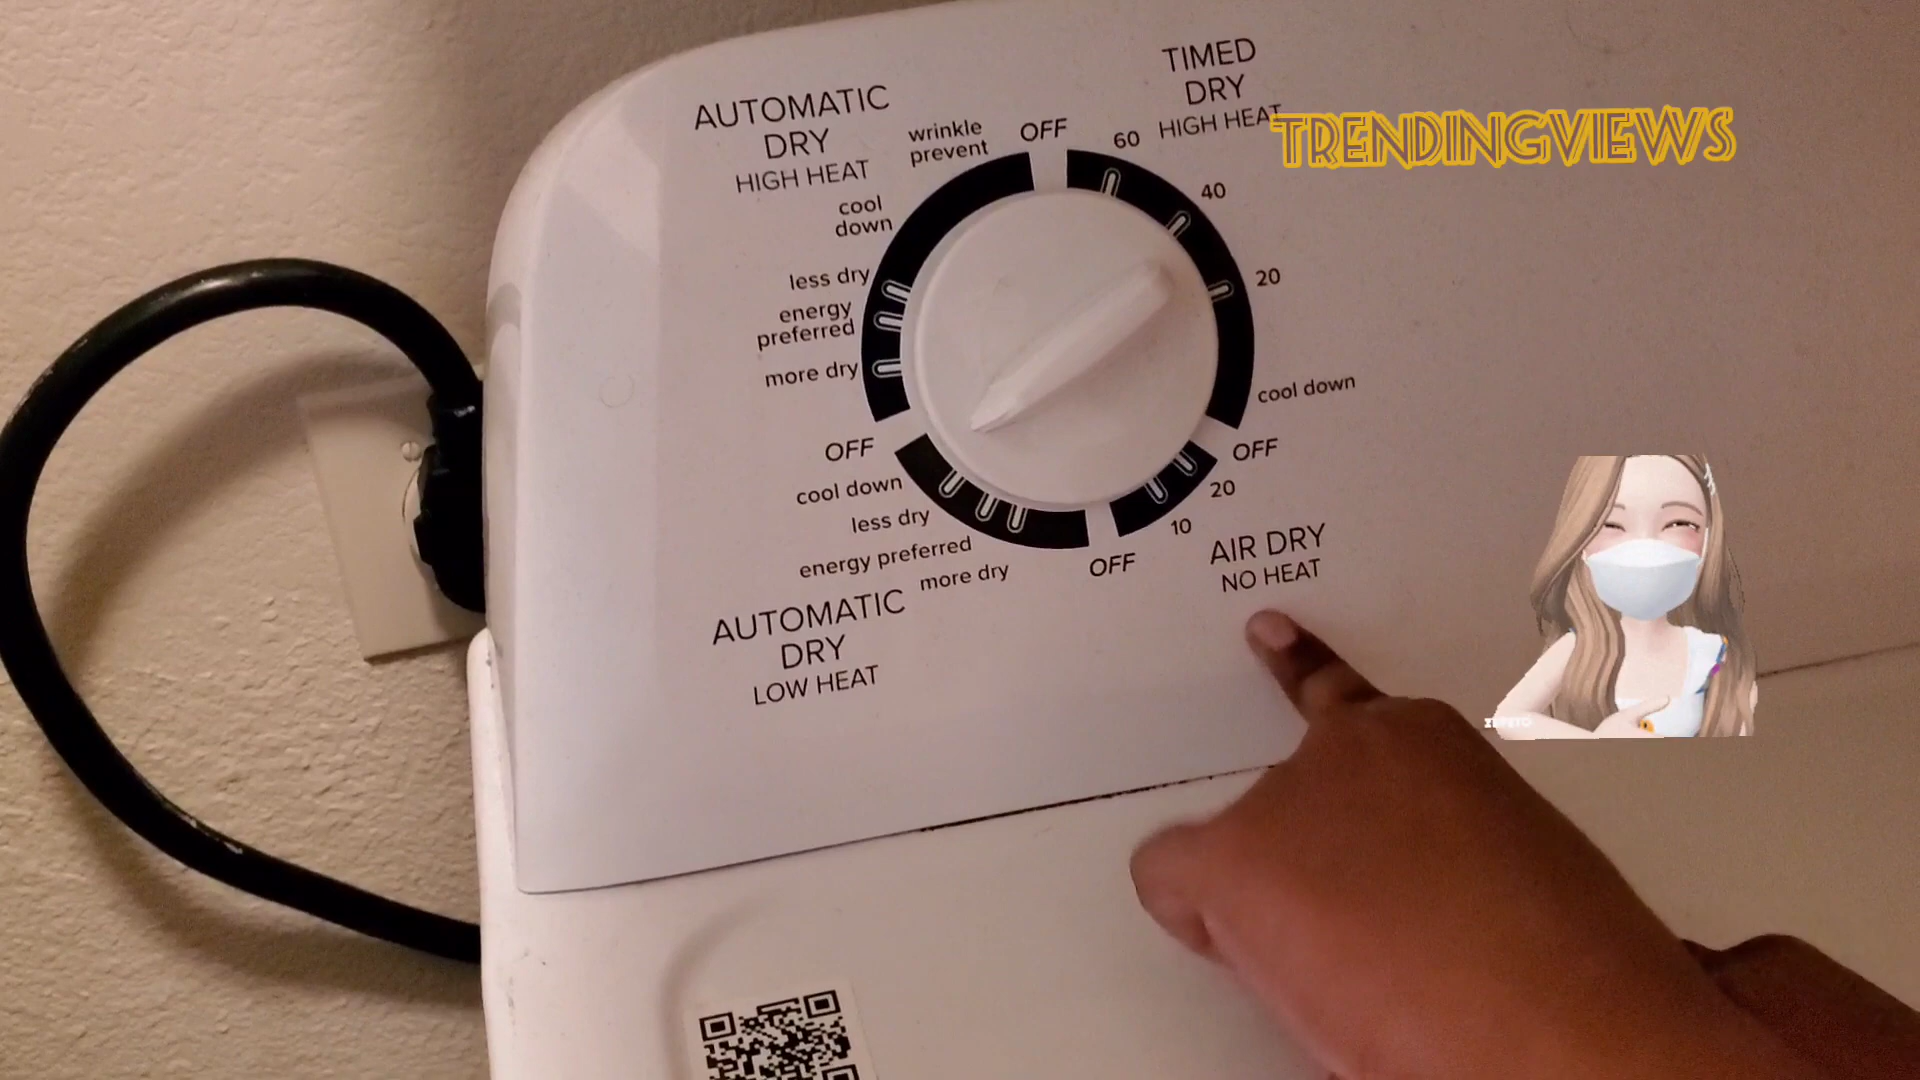 AUTOMATIC
DRY
HIGH HEAT
wrinkle
prevent
OFF
TIMED
DRY
HIGH HEAT
60
40
20
cool down
OFF
20
10
AIR DRY
NO HEAT
OFF
cool
down
less dry
energy
preferred
more dry
OFF
cool down
less dry
energy preferred
more dry
AUTOMATIC
DRY
LOW HEAT
TRENDINGVIEWS
ZEPETO